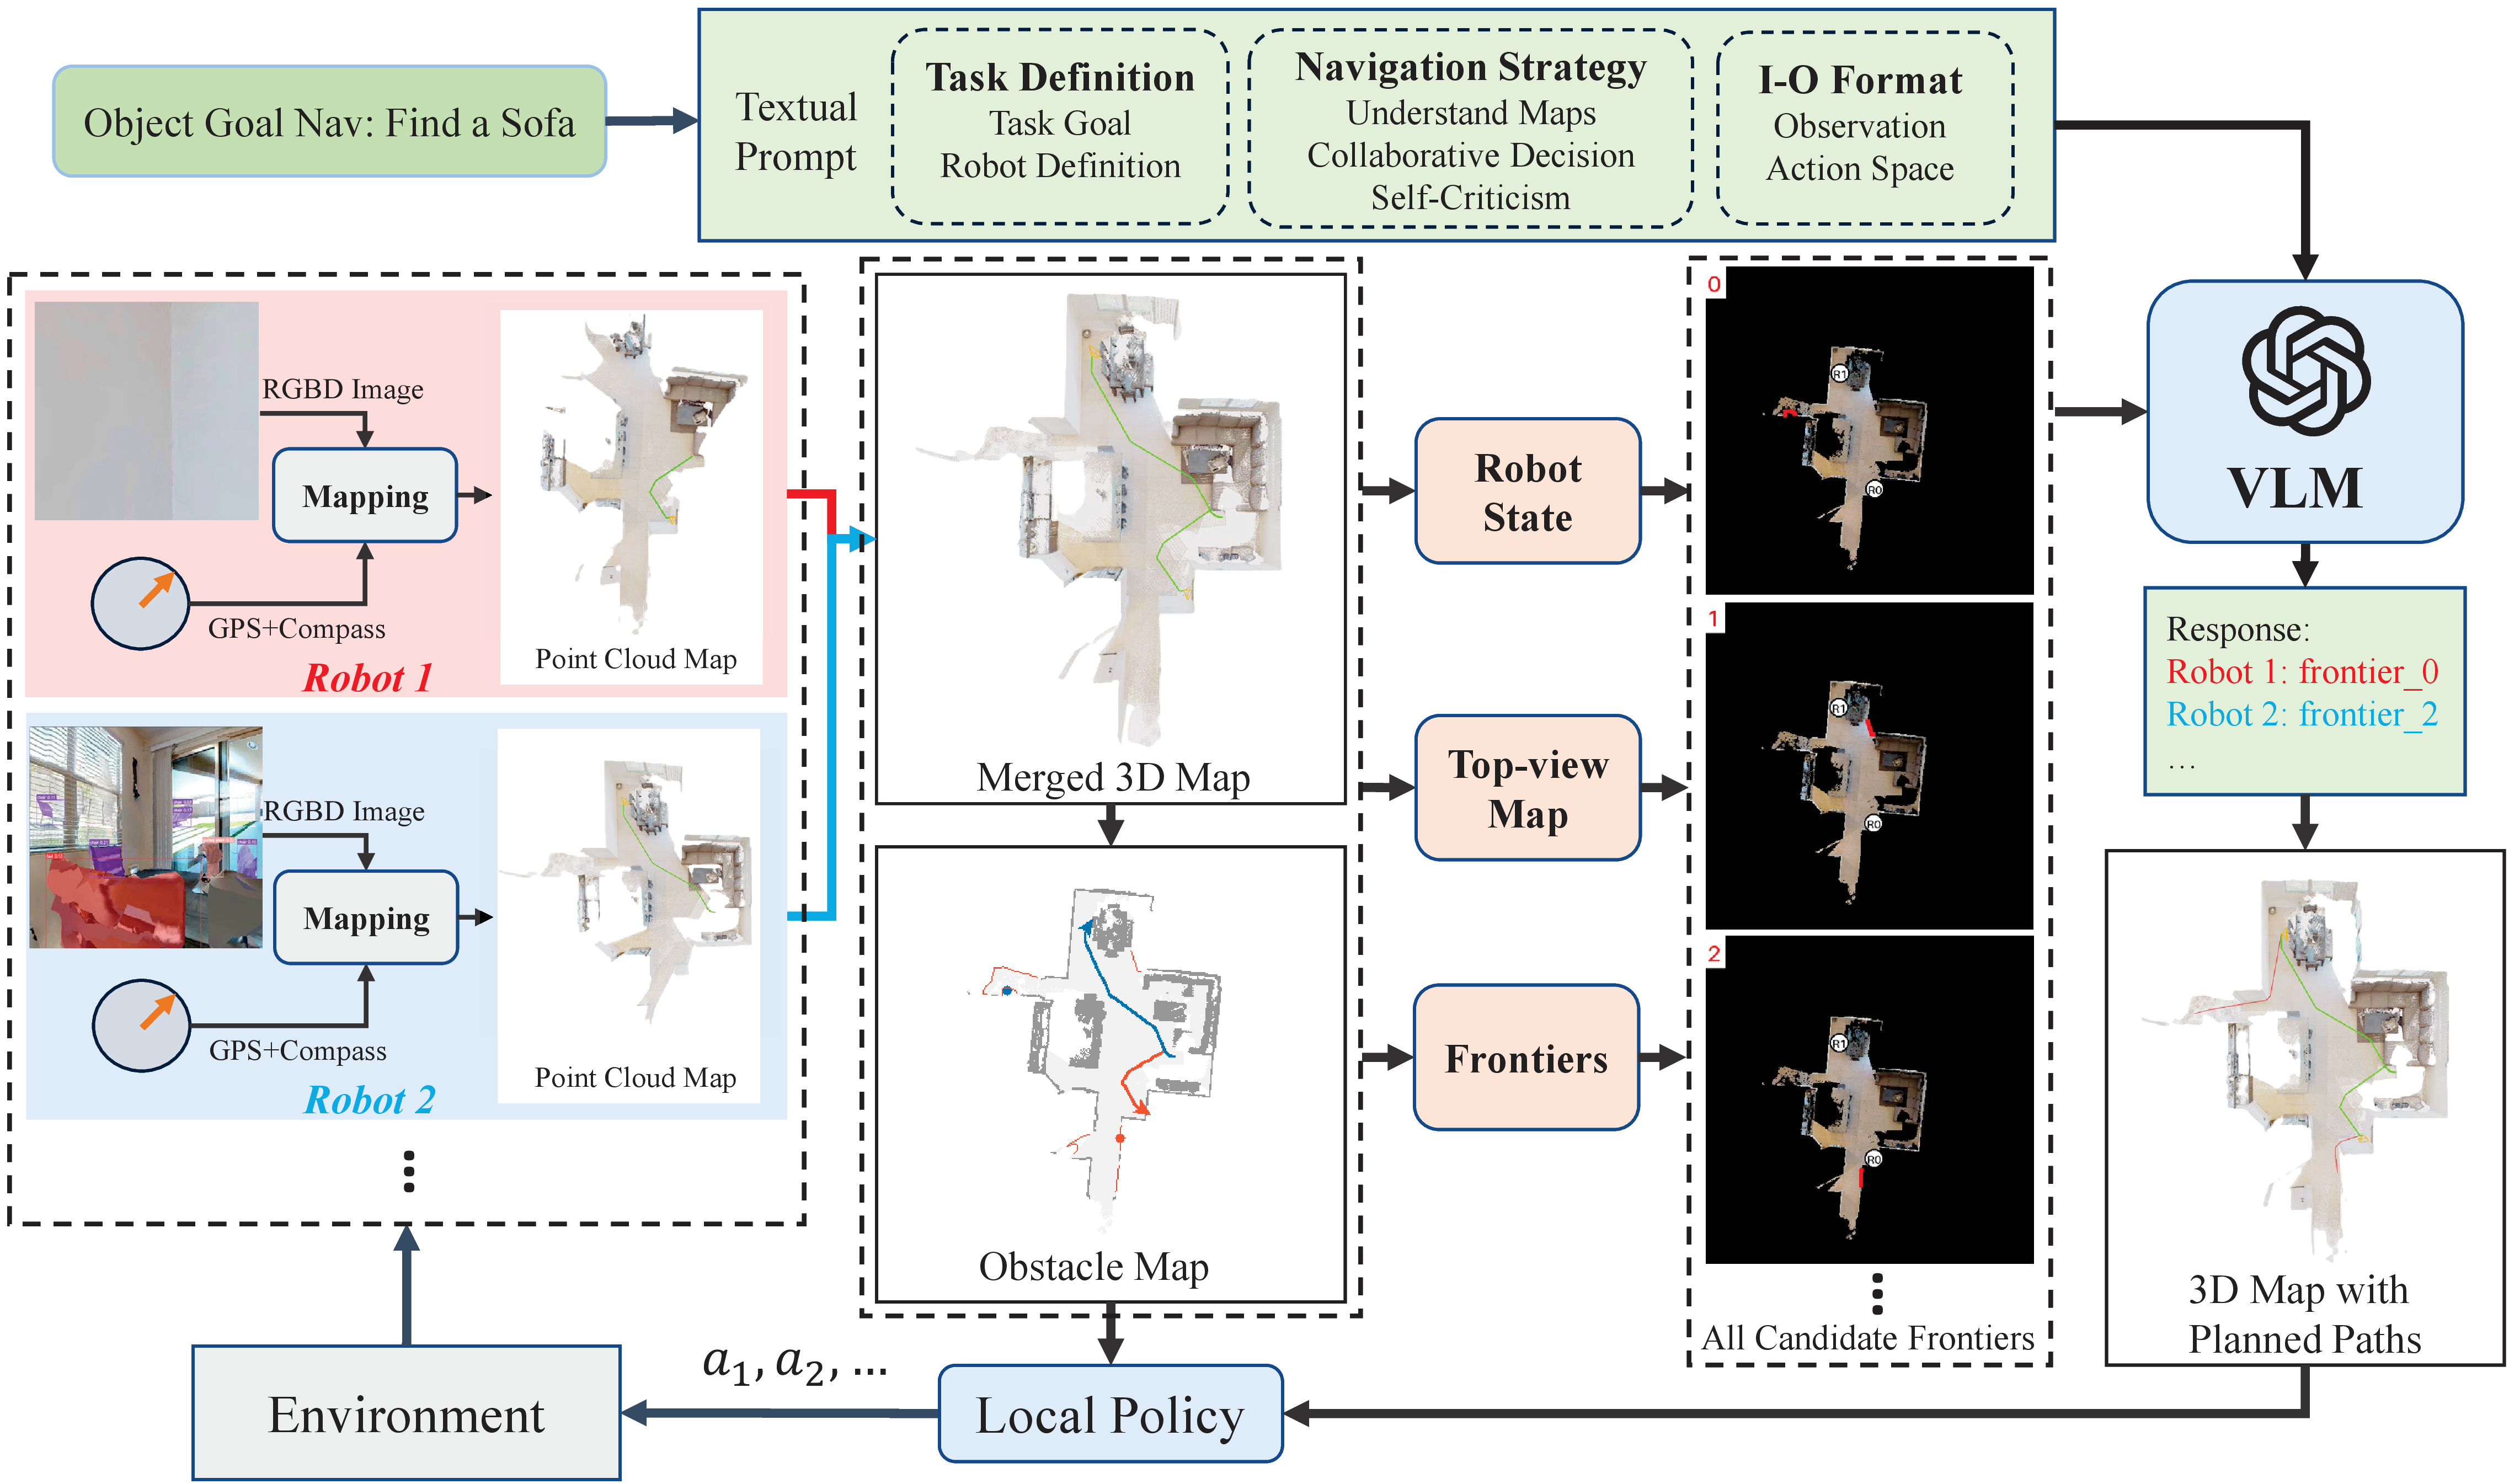 Object Goal Nav: Find a Sofa
Textual
Prompt
Task Definition
Task Goal
Robot Definition
Navigation Strategy
Understand Maps
Collaborative Decision
Self-Criticism
I-O Format
Observation
Action Space
RGBD Image
Mapping
GPS+Compass
Robot 1
Point Cloud Map
RGBD Image
Mapping
GPS+Compass
Robot 2
Point Cloud Map
Merged 3D Map
Obstacle Map
Robot
State
Top-view
Map
Frontiers
0
R1
R0
1
R1
R0
2
R1
R0
All Candidate Frontiers
VLM
Response:
Robot 1: frontier_0
Robot 2: frontier_2
...
3D Map with
Planned Paths
Local Policy
a1, a2, ...
Environment